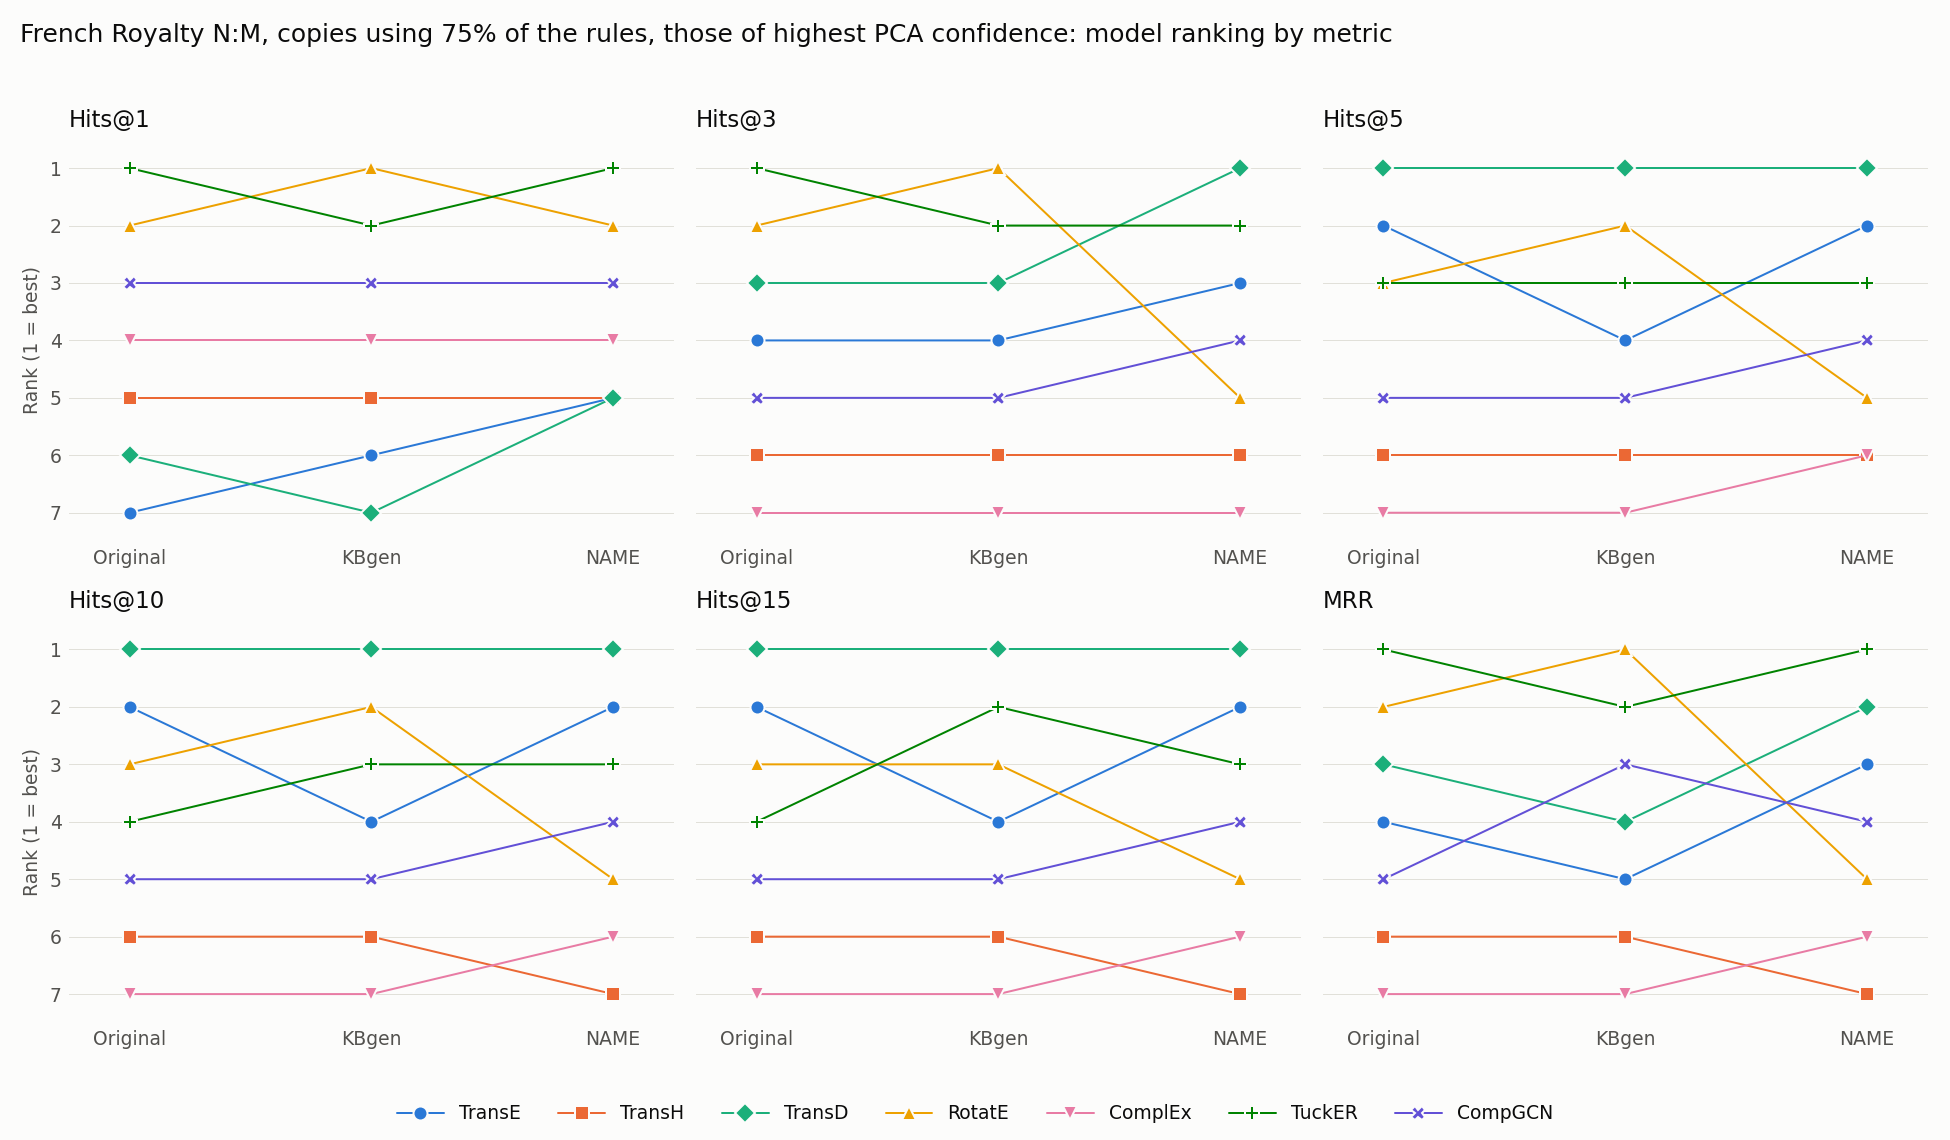 French Royalty N:M, copies using 75% of the rules, those of highest PCA confidence: model ranking by metric
Hits@1
Hits@3
Hits@5
Rank (1 = best)
1
2
3
4
5
6
7
Original
KBgen
NAME
Original
KBgen
NAME
Original
KBgen
NAME
Hits@10
Hits@15
MRR
Rank (1 = best)
1
2
3
4
5
6
7
Original
KBgen
NAME
Original
KBgen
NAME
Original
KBgen
NAME
TransE
TransH
TransD
RotatE
ComplEx
TuckER
CompGCN